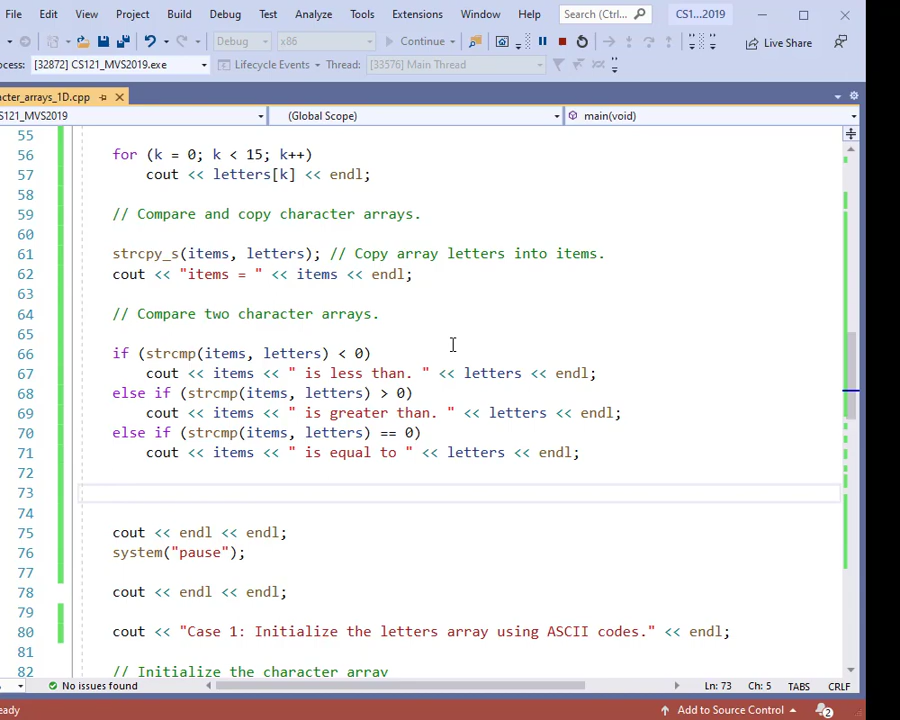 File Edit View Project Build Debug Test Analyze Tools Extensions Window Help Search (Ctrl... CS1...2019
Debug x86 Continue Live Share
ocess: [32872] CS121_MVS2019.exe Lifecycle Events Thread: [33576] Main Thread
cter_arrays_1D.cpp
S121_MVS2019 (Global Scope) main(void)
55
56 for (k = 0; k < 15; k++)
57 cout << letters[k] << endl;
58
59 // Compare and copy character arrays.
60
61 strcpy_s(items, letters); // Copy array letters into items.
62 cout << "items = " << items << endl;
63
64 // Compare two character arrays.
65
66 if (strcmp(items, letters) < 0)
67 cout << items << " is less than. " << letters << endl;
68 else if (strcmp(items, letters) > 0)
69 cout << items << " is greater than. " << letters << endl;
70 else if (strcmp(items, letters) == 0)
71 cout << items << " is equal to " << letters << endl;
72
73
74
75 cout << endl << endl;
76 system("pause");
77
78 cout << endl << endl;
79
80 cout << "Case 1: Initialize the letters array using ASCII codes." << endl;
81
82 // Initialize the character array
% No issues found Ln: 73 Ch: 5 TABS CRLF
eady Add to Source Control 2